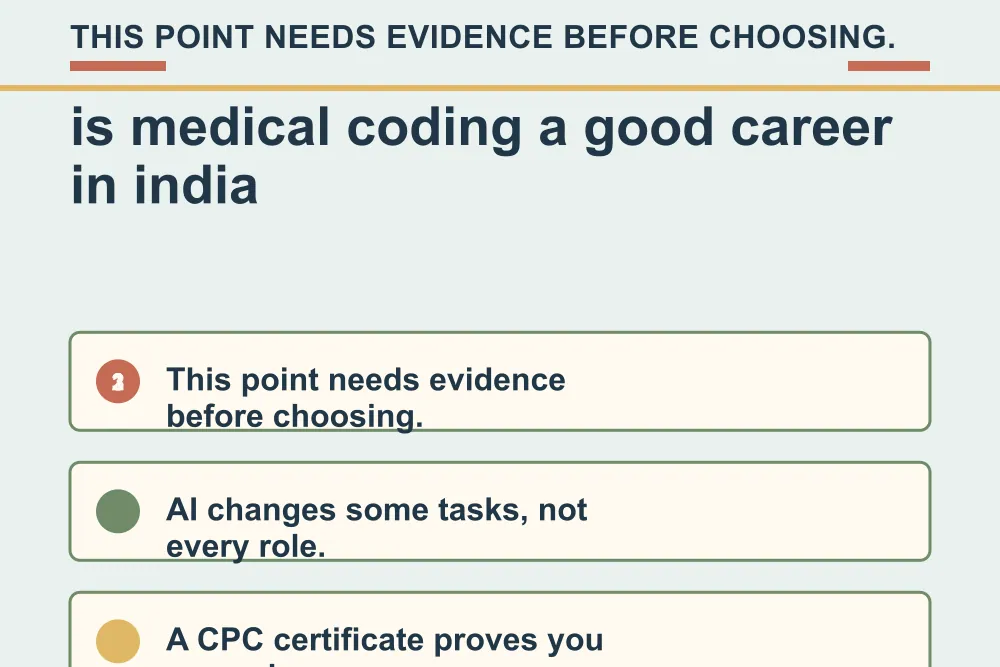 THIS POINT NEEDS EVIDENCE BEFORE CHOOSING.
is medical coding a good career
in india
This point needs evidence
before choosing.
AI changes some tasks, not
every role.
A CPC certificate proves you